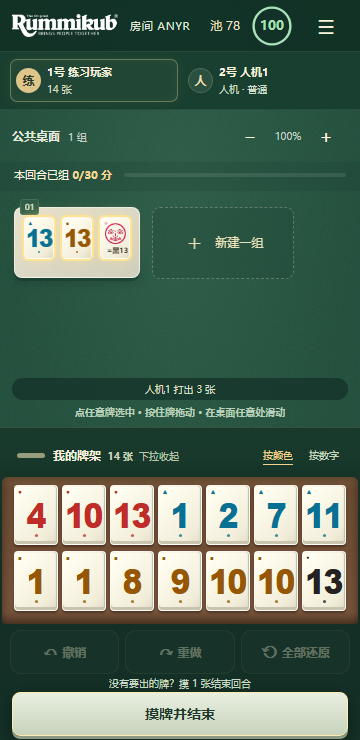 Rummikub®
BRINGS PEOPLE TOGETHER
房间 ANYR
池 78
100
练
1号 练习玩家
14 张
人
2号 人机1
人机 · 普通
公共桌面 1 组
− 100% +
本回合已组 0/30 分
01
13 13 =黑13
+ 新建一组
人机1 打出 3 张
点任意牌选中 • 按住牌拖动 • 在桌面任意处滑动
我的牌架 14 张 下拉收起
按颜色 按数字
4 10 13 1 2 7 11
1 1 8 9 10 10 13
撤销 重做 全部还原
没有要出的牌？摸 1 张结束回合
摸牌并结束